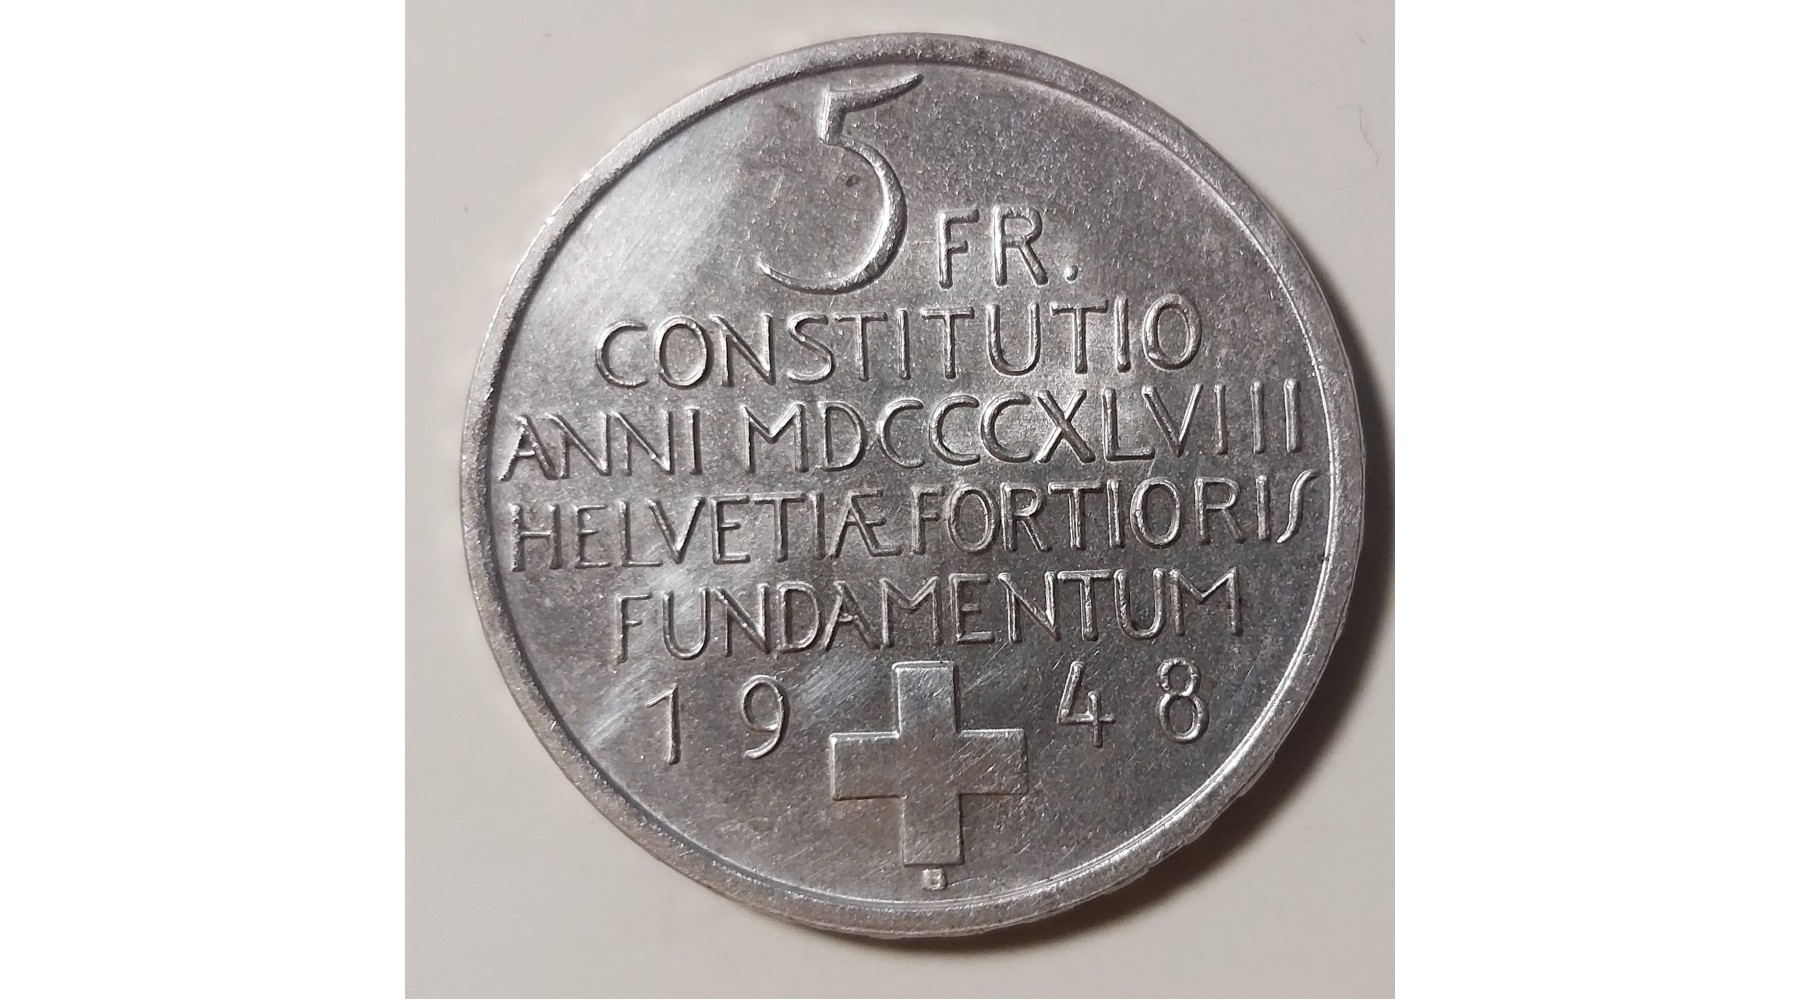 5 FR.
CONSTITUTIO
ANNI MDCCCXLVIII
HELVETIÆ FORTIORIS
FUNDAMENTUM
19 48
B